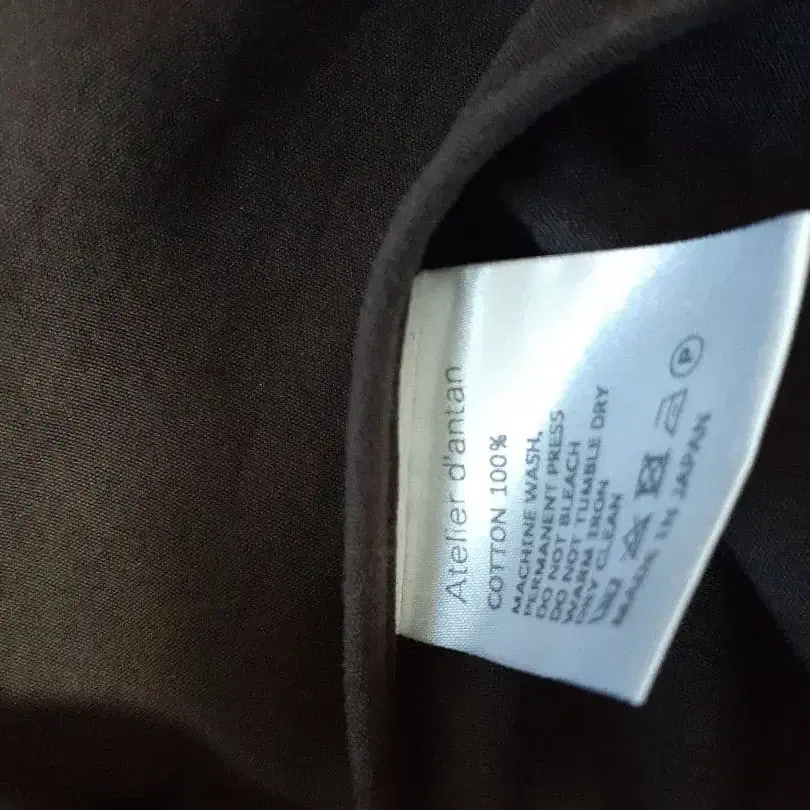 Atelier d'antan
COTTON 100%
MACHINE WASH,
PERMANENT PRESS
DO NOT BLEACH
DO NOT TUMBLE DRY
WARM IRON
DRY CLEAN
P
MADE IN JAPAN